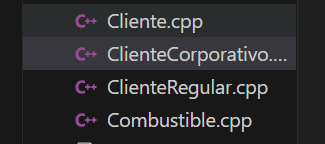 C++ Cliente.cpp
C++ ClienteCorporativo....
C++ ClienteRegular.cpp
C++ Combustible.cpp